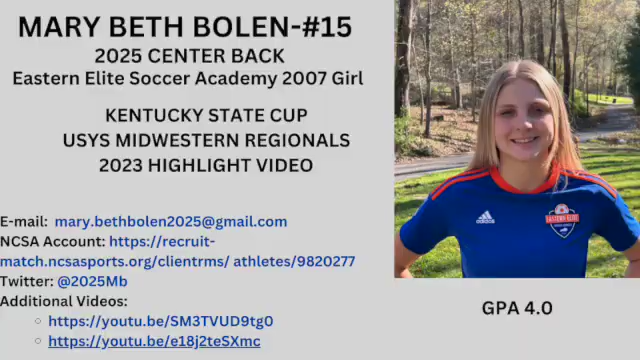 MARY BETH BOLEN-#15
2025 CENTER BACK
Eastern Elite Soccer Academy 2007 Girl
KENTUCKY STATE CUP
USYS MIDWESTERN REGIONALS
2023 HIGHLIGHT VIDEO
E-mail: mary.bethbolen2025@gmail.com
NCSA Account: https://recruit-
match.ncsasports.org/clientrms/ athletes/9820277
Twitter: @2025Mb
Additional Videos:
https://youtu.be/SM3TVUD9tg0
https://youtu.be/e18j2teSXmc
adidas
EASTERN ELITE
GPA 4.0